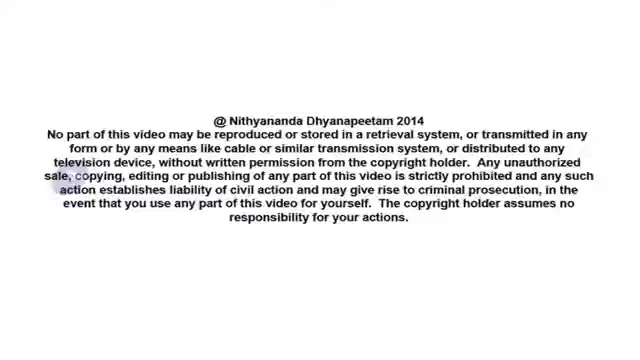 @ Nithyananda Dhyanapeetam 2014
No part of this video may be reproduced or stored in a retrieval system, or transmitted in any
form or by any means like cable or similar transmission system, or distributed to any
television device, without written permission from the copyright holder.  Any unauthorized
sale, copying, editing or publishing of any part of this video is strictly prohibited and any such
action establishes liability of civil action and may give rise to criminal prosecution, in the
event that you use any part of this video for yourself.  The copyright holder assumes no
responsibility for your actions.